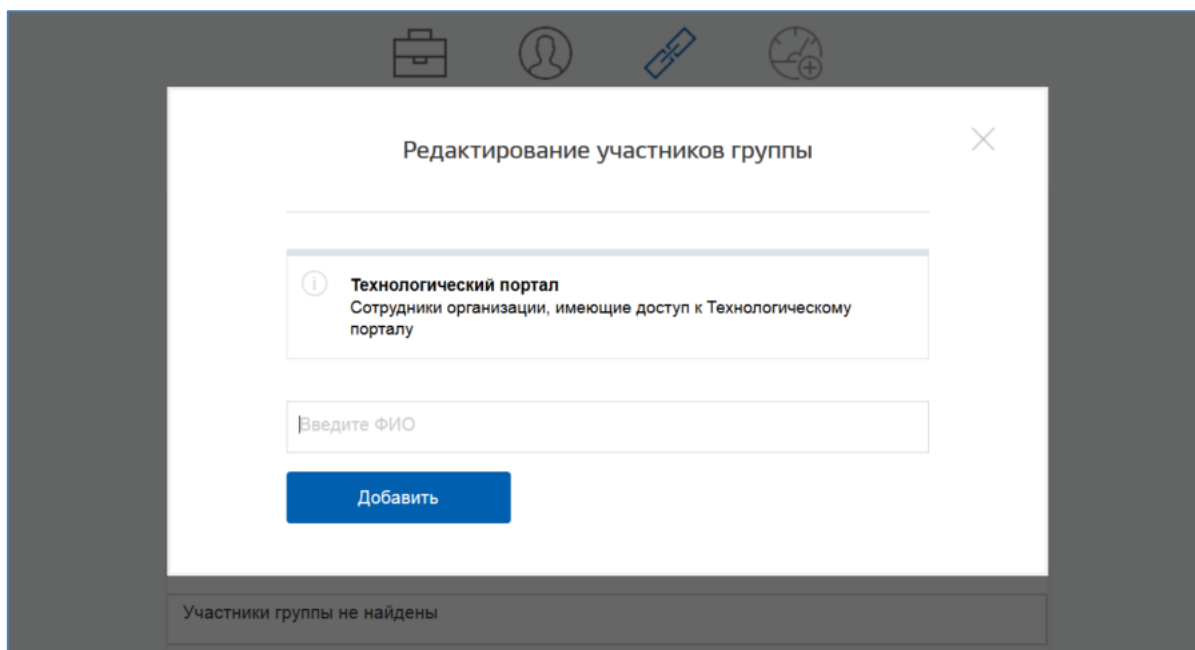 Редактирование участников группы
Технологический портал
Сотрудники организации, имеющие доступ к Технологическому
порталу
Введите ФИО
Добавить
Участники группы не найдены